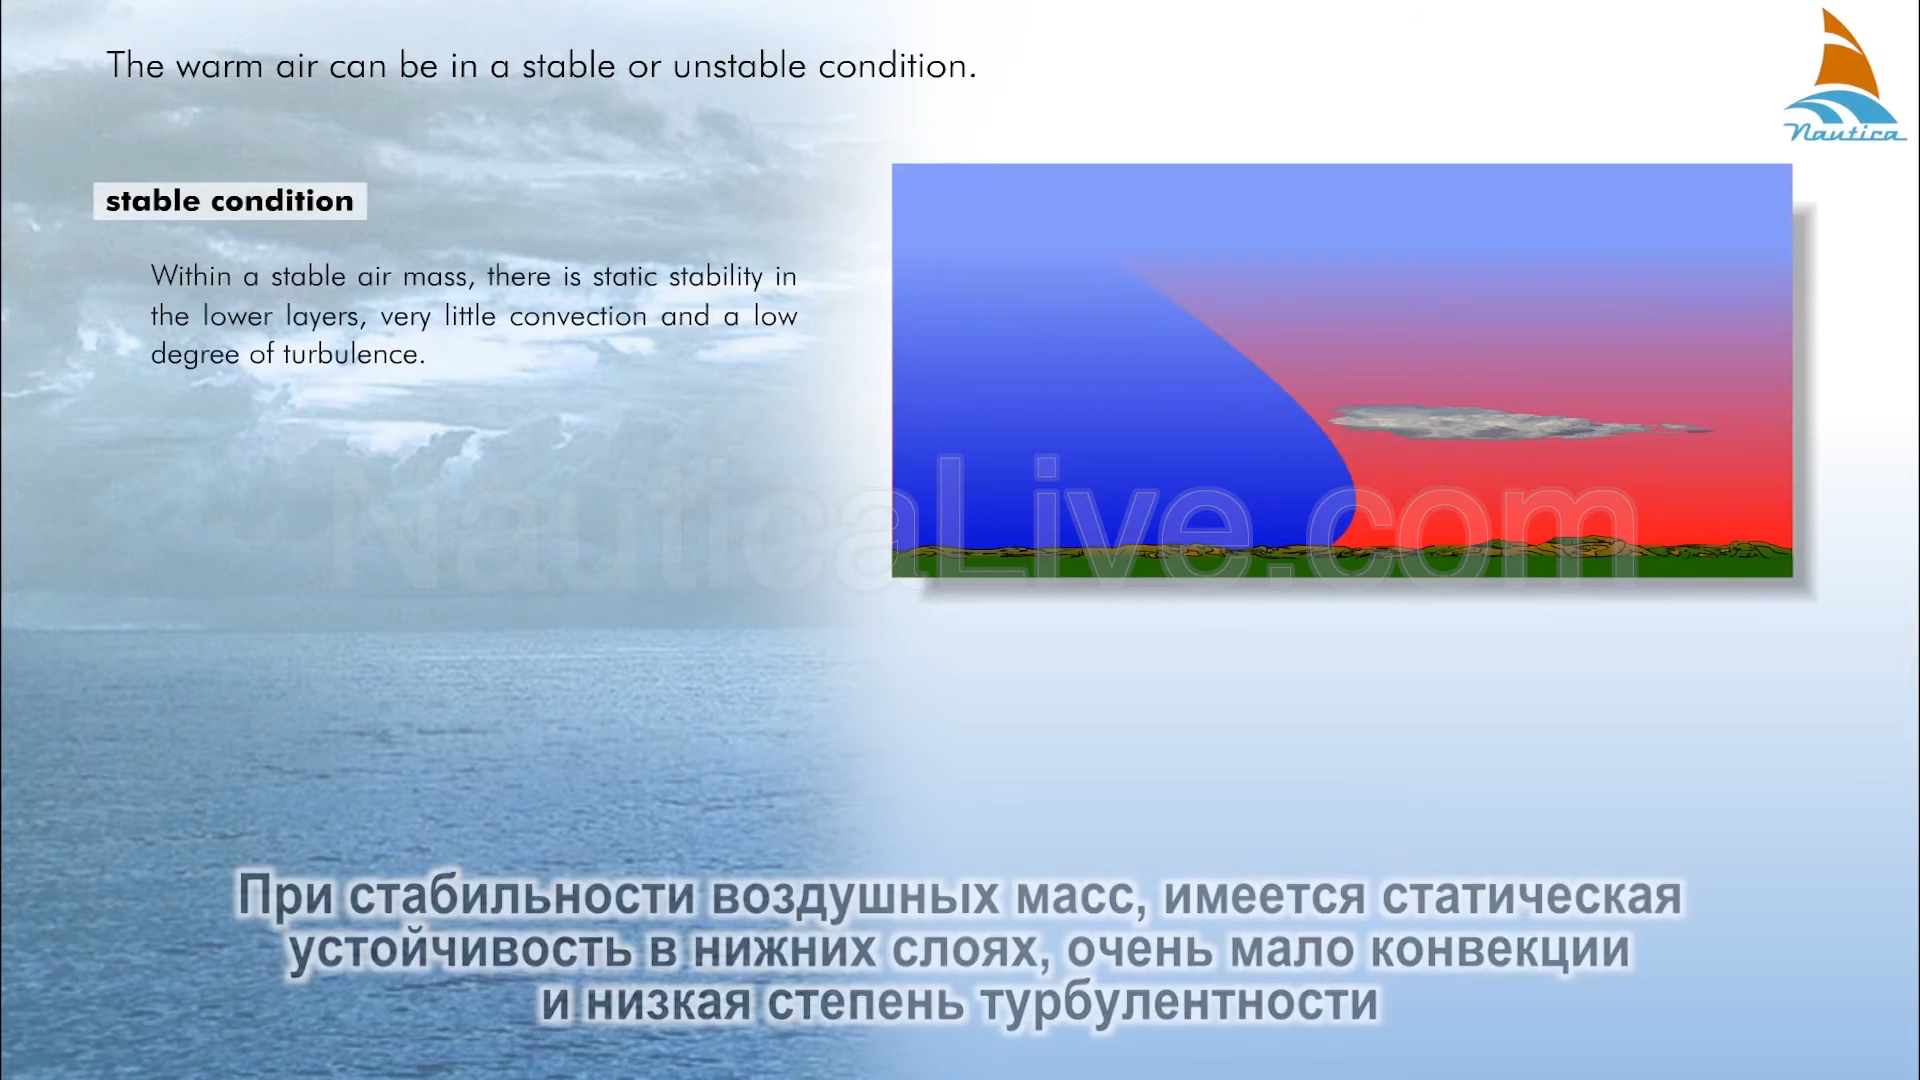 The warm air can be in a stable or unstable condition.
Nautica
stable condition
Within a stable air mass, there is static stability in
the lower layers, very little convection and a low
degree of turbulence.
NauticaLive.com
При стабильности воздушных масс, имеется статическая
устойчивость в нижних слоях, очень мало конвекции
и низкая степень турбулентности